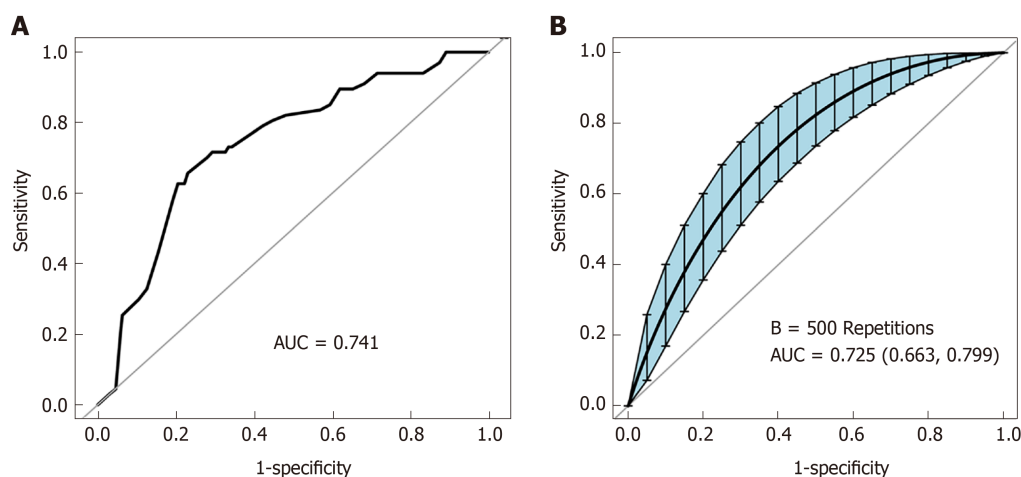 A
1.0
0.8
0.6
0.4
0.2
0.0
Sensitivity
AUC = 0.741
0.0 0.2 0.4 0.6 0.8 1.0
1-specificity
B
1.0
0.8
0.6
0.4
0.2
0.0
Sensitivity
B = 500 Repetitions
AUC = 0.725 (0.663, 0.799)
0.0 0.2 0.4 0.6 0.8 1.0
1-specificity